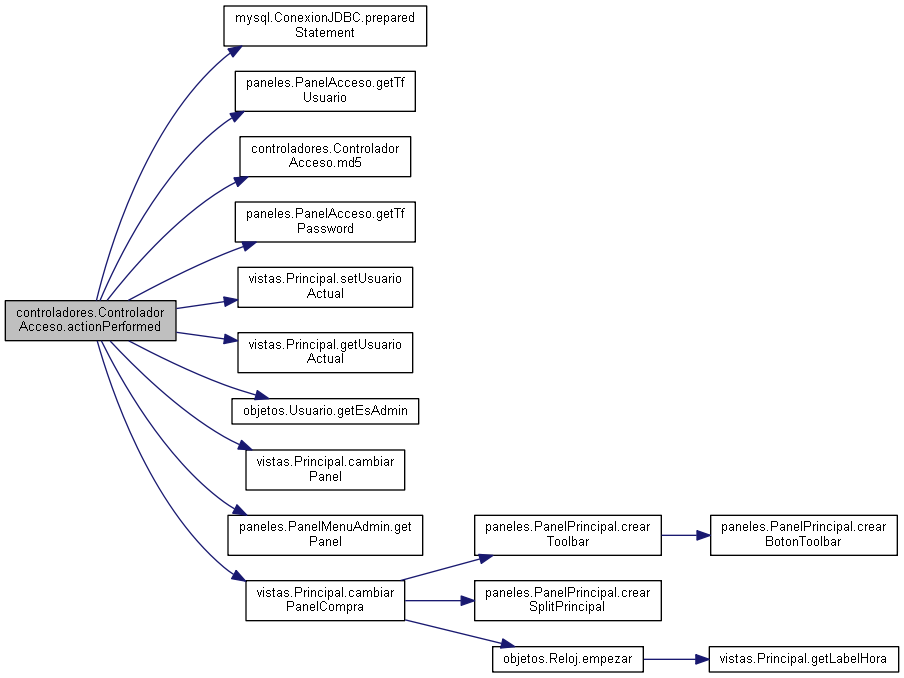 mysql.ConexionJDBC.prepared
Statement
paneles.PanelAcceso.getTf
Usuario
controladores.Controlador
Acceso.md5
paneles.PanelAcceso.getTf
Password
vistas.Principal.setUsuario
Actual
controladores.Controlador
Acceso.actionPerformed
vistas.Principal.getUsuario
Actual
objetos.Usuario.getEsAdmin
vistas.Principal.cambiar
Panel
paneles.PanelMenuAdmin.get
Panel
paneles.PanelPrincipal.crear
Toolbar
paneles.PanelPrincipal.crear
BotonToolbar
vistas.Principal.cambiar
PanelCompra
paneles.PanelPrincipal.crear
SplitPrincipal
objetos.Reloj.empezar
vistas.Principal.getLabelHora